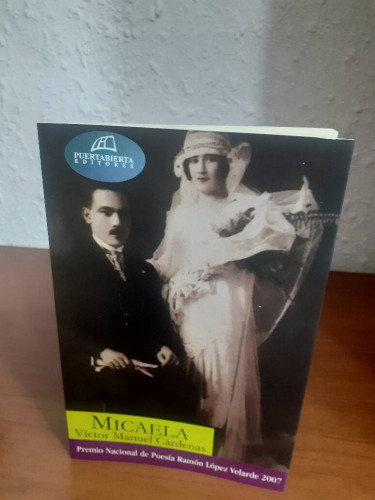 PUERTABIERTA
EDITORES
MICAELA
Víctor Manuel Cárdenas
Premio Nacional de Poesía Ramón López Velarde 2007